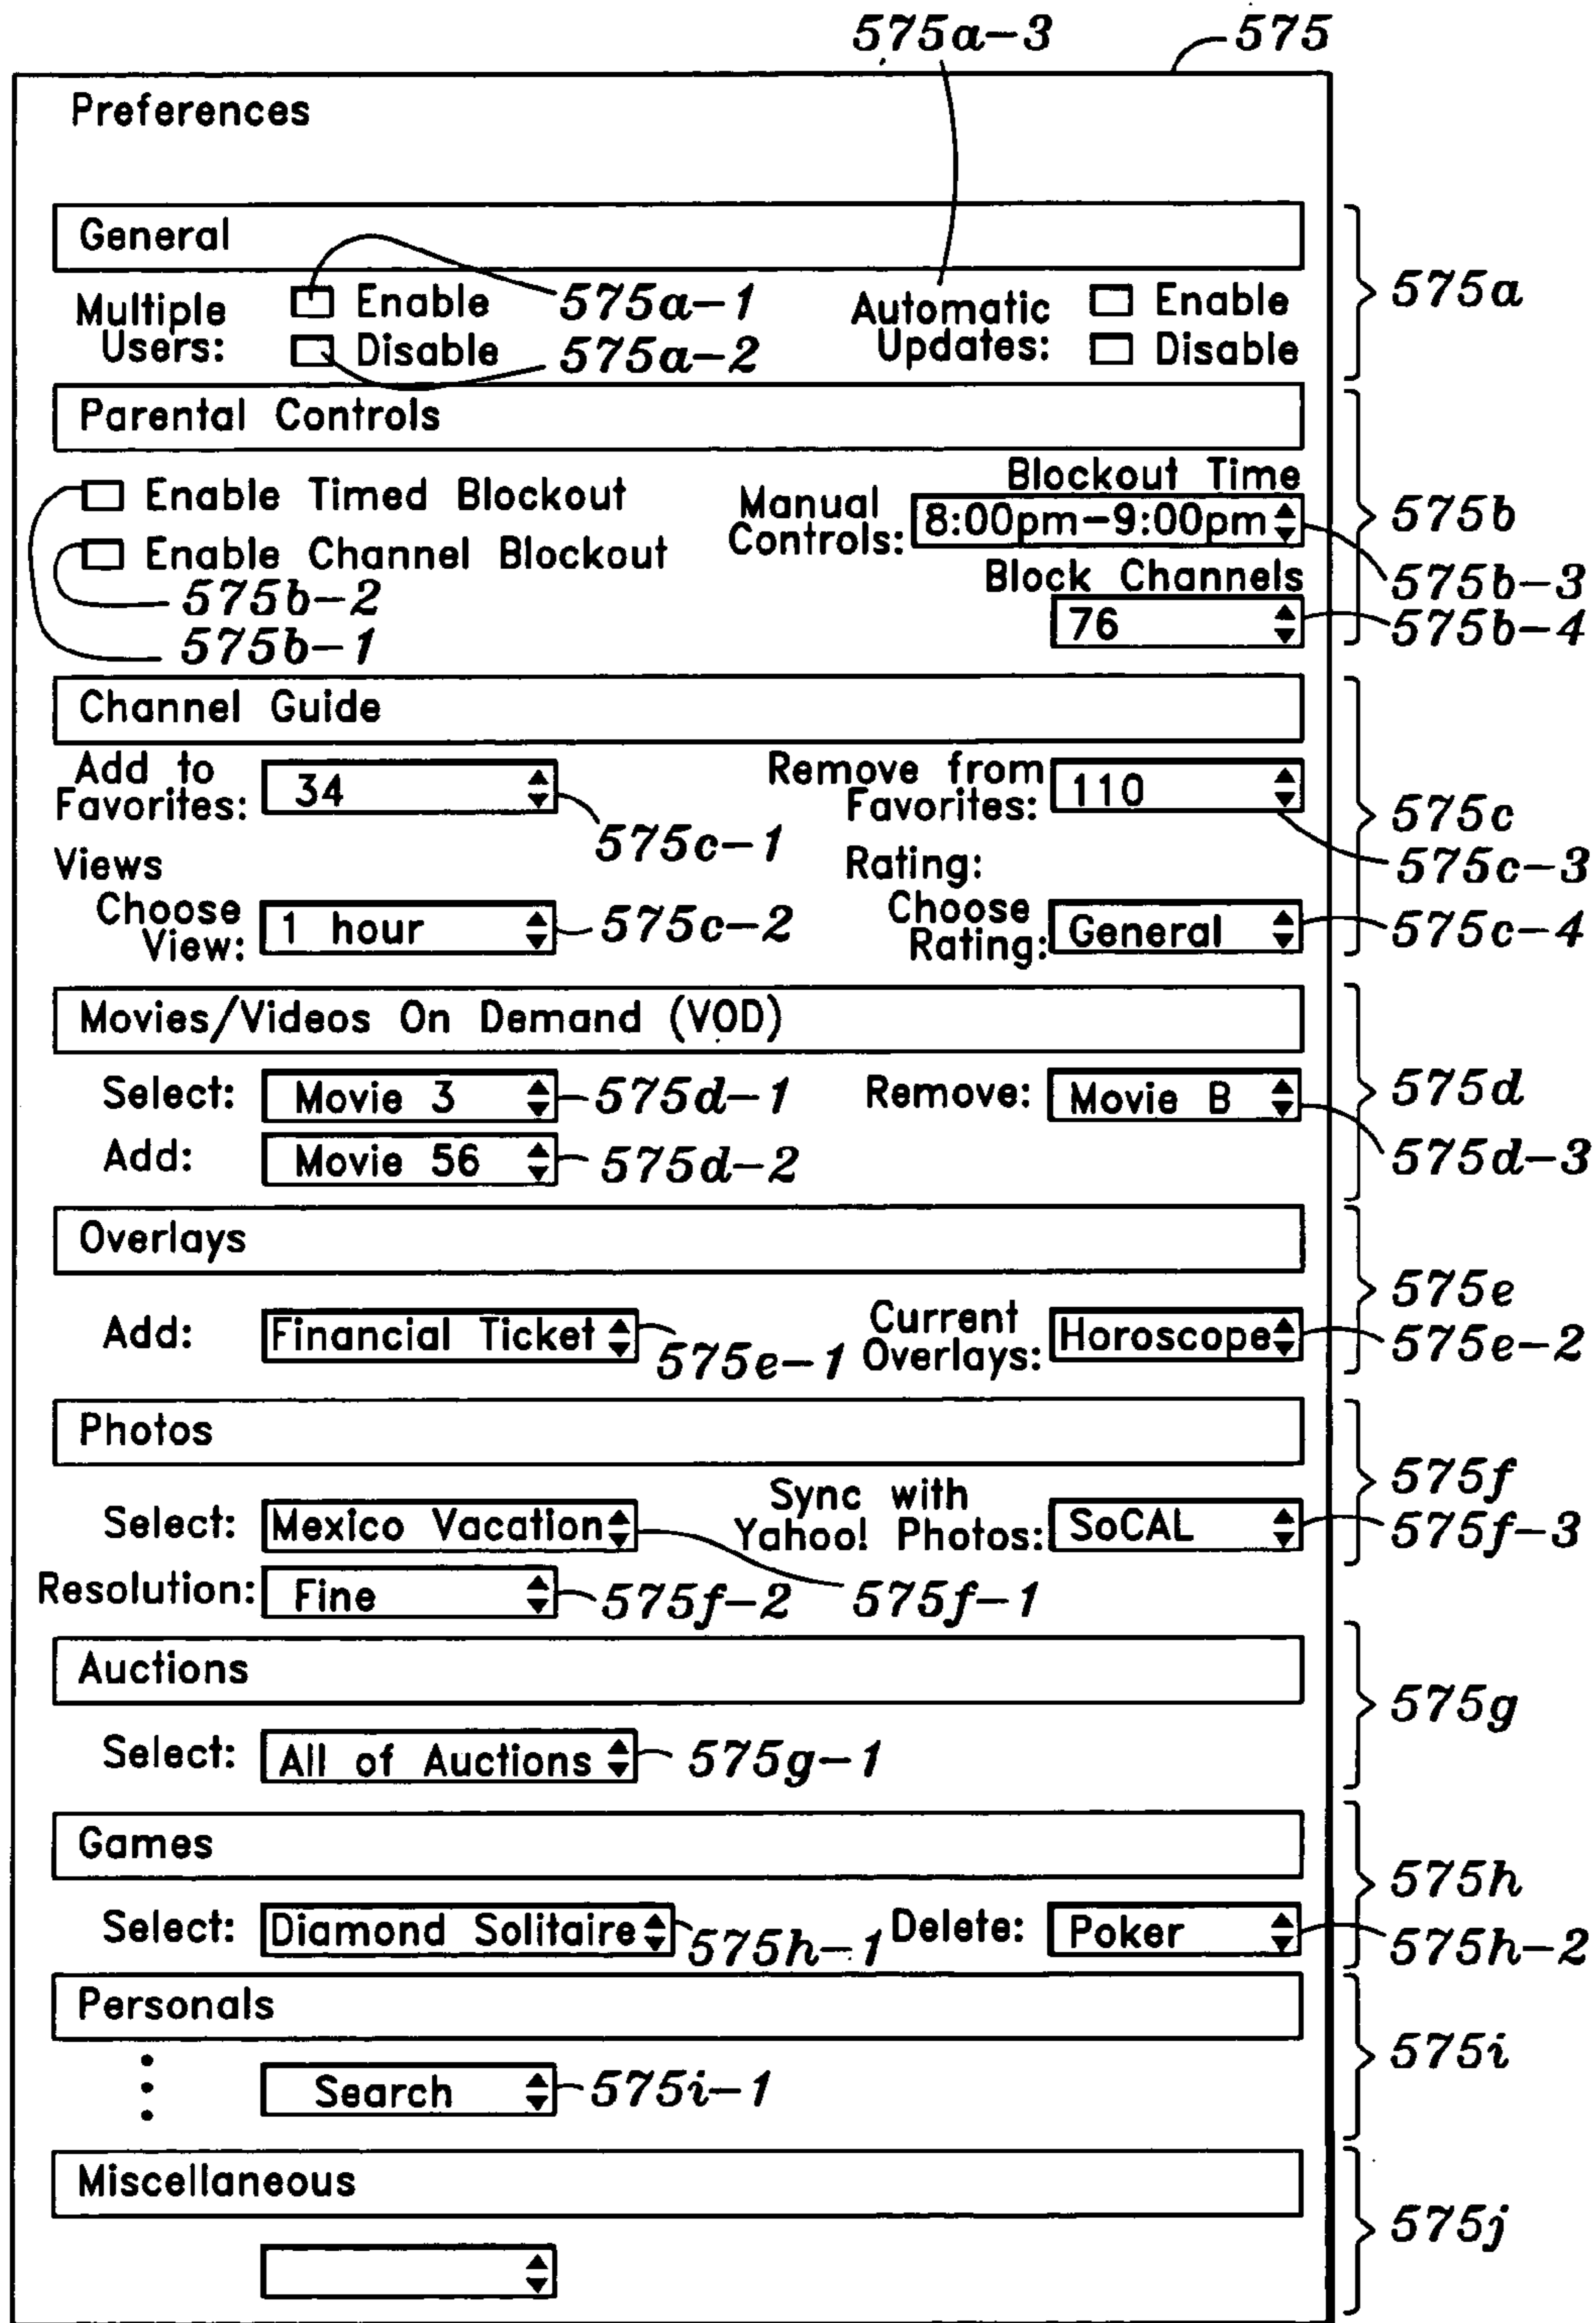 575a-3
575
Preferences
General
575a
Multiple Users:
Enable
575a-1
Disable
575a-2
Automatic Updates:
Enable
Disable
Parental Controls
575b
Enable Timed Blockout
Enable Channel Blockout
575b-2
575b-1
Manual Controls:
Blockout Time
8:00pm-9:00pm
575b-3
Block Channels
76
575b-4
Channel Guide
575c
Add to Favorites:
34
575c-1
Remove from Favorites:
110
575c-3
Views
Choose View:
1 hour
575c-2
Rating:
Choose Rating:
General
575c-4
Movies/Videos On Demand (VOD)
575d
Select:
Movie 3
575d-1
Remove:
Movie B
575d-3
Add:
Movie 56
575d-2
Overlays
575e
Add:
Financial Ticket
575e-1
Current Overlays:
Horoscope
575e-2
Photos
575f
Select:
Mexico Vacation
575f-1
Sync with Yahoo! Photos:
SoCAL
575f-3
Resolution:
Fine
575f-2
Auctions
575g
Select:
All of Auctions
575g-1
Games
575h
Select:
Diamond Solitaire
575h-1
Delete:
Poker
575h-2
Personals
575i
Search
575i-1
Miscellaneous
575j